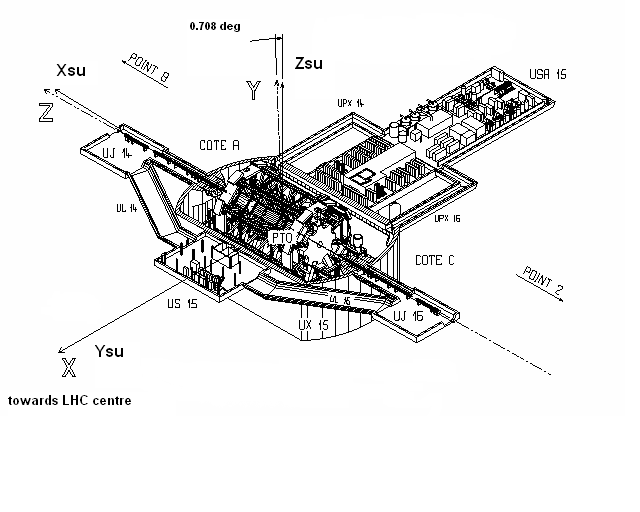 0.708 deg
Xsu
POINT 8
Zsu
Y
Z
USA 15
UPX 14
COTE A
UJ 14
UL 14
UPX 16
PTO
COTE C
POINT 2
US 15
UL 16
UX 15
UJ 16
Ysu
X
towards LHC centre